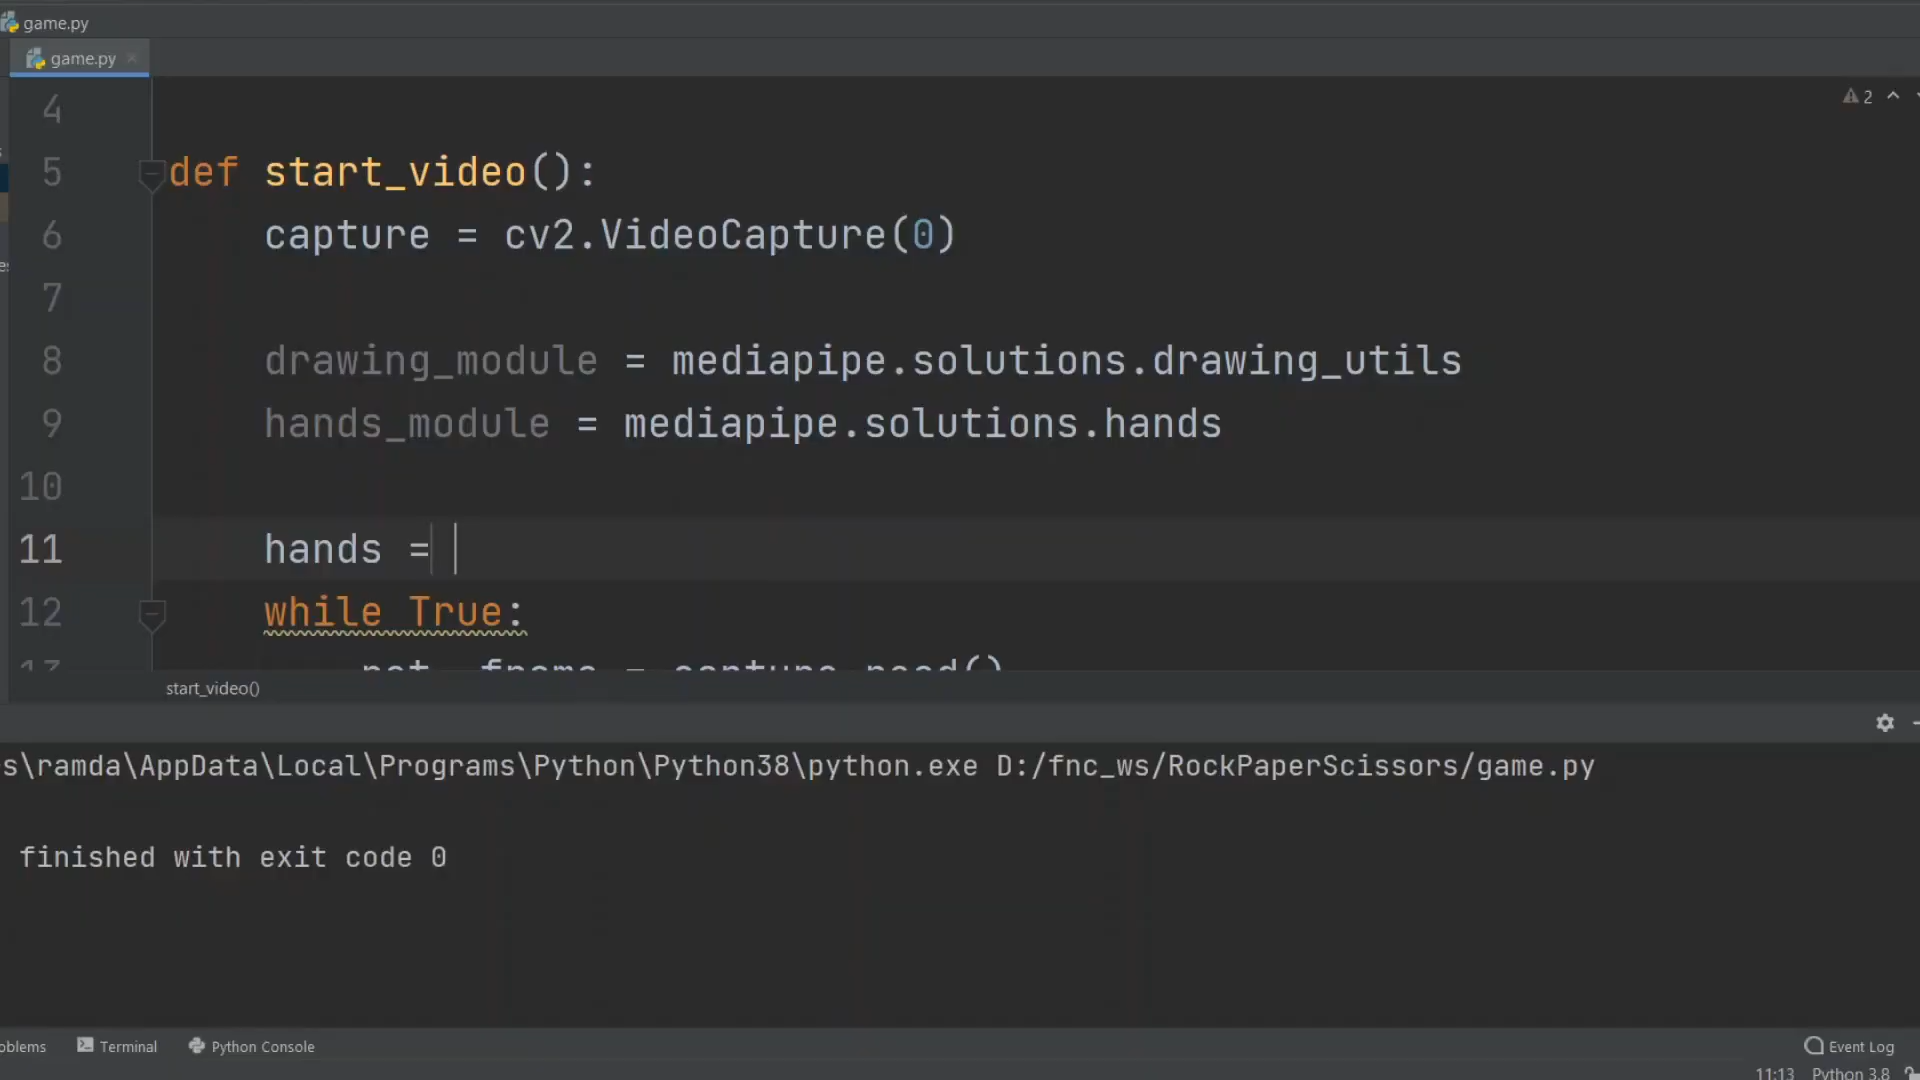 game.py
game.py
2
4
5 def start_video():
6 capture = cv2.VideoCapture(0)
7
8 drawing_module = mediapipe.solutions.drawing_utils
9 hands_module = mediapipe.solutions.hands
10
11 hands =
12 while True:
start_video()
s\ramda\AppData\Local\Programs\Python\Python38\python.exe D:/fnc_ws/RockPaperScissors/game.py
finished with exit code 0
oblems Terminal Python Console Event Log
11:13 Python 3.8